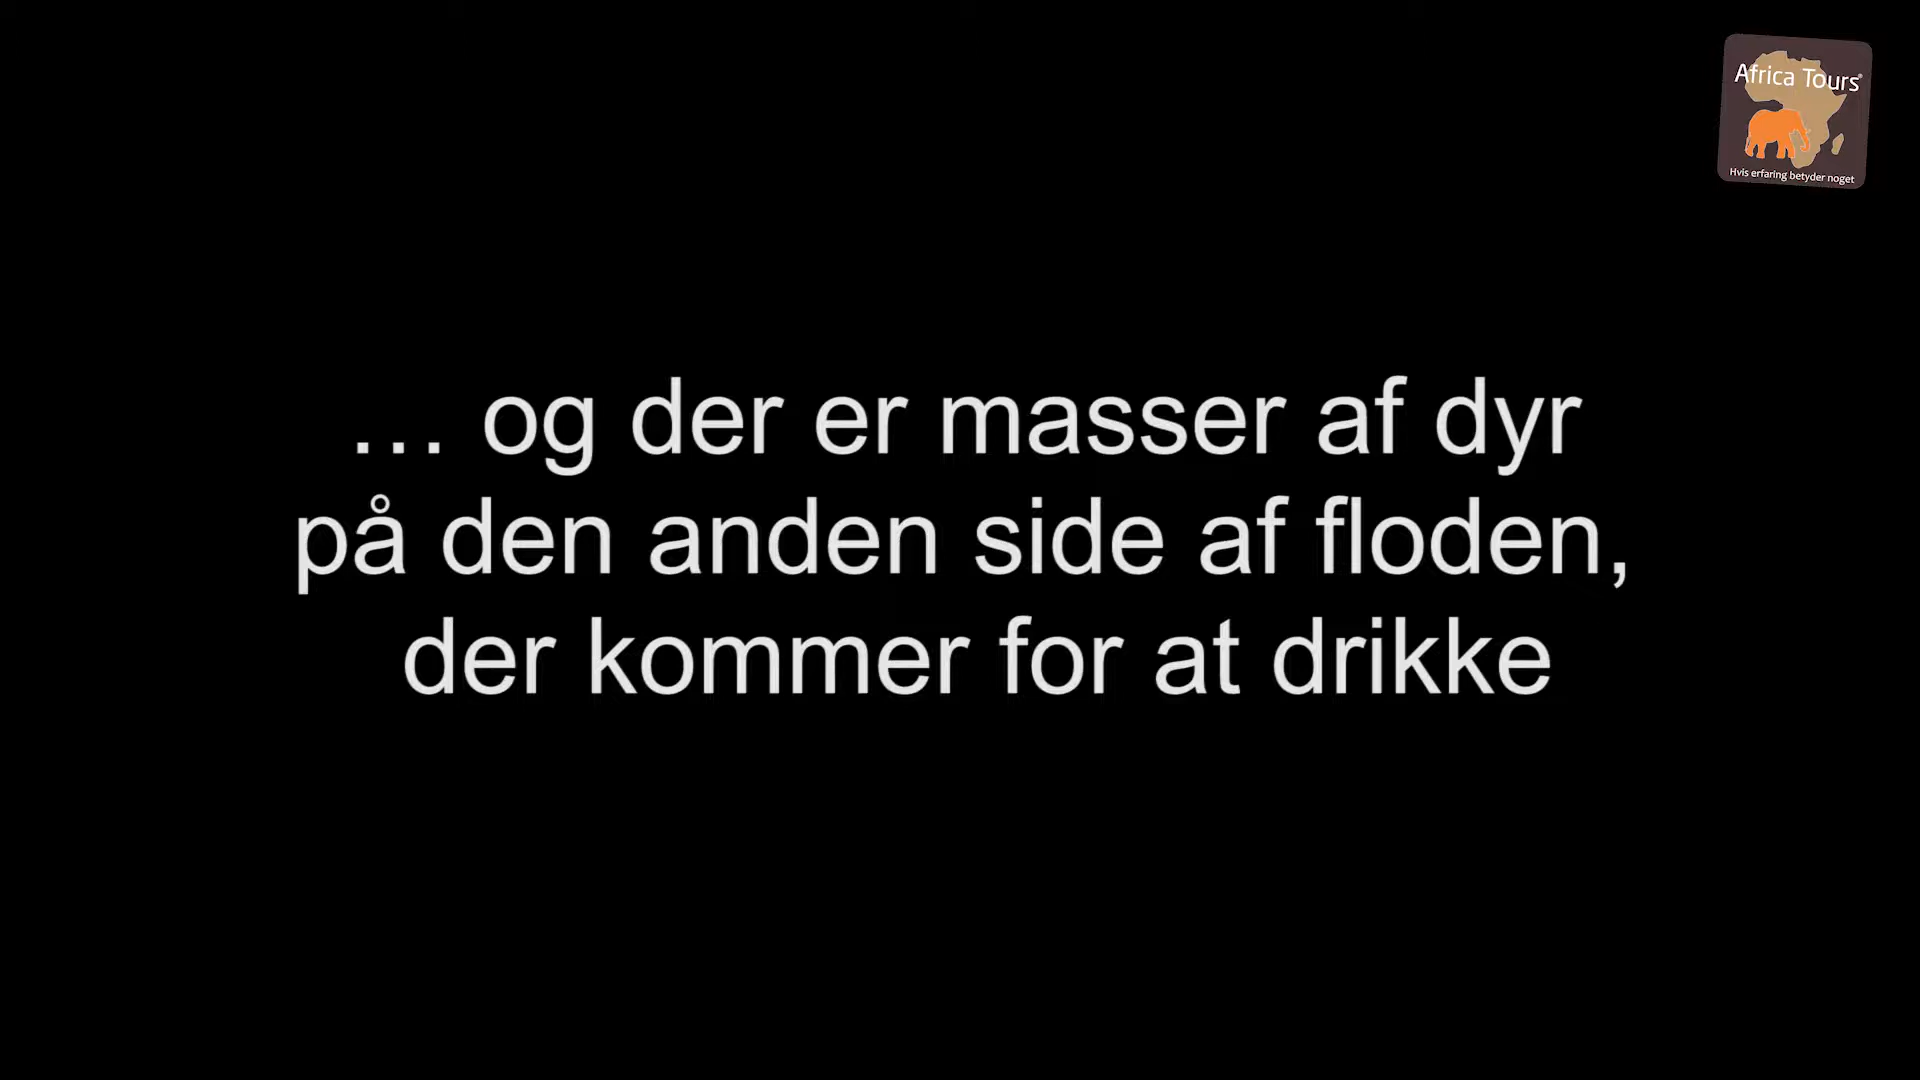 Africa Tours®
Hvis erfaring betyder noget
… og der er masser af dyr
på den anden side af floden,
der kommer for at drikke